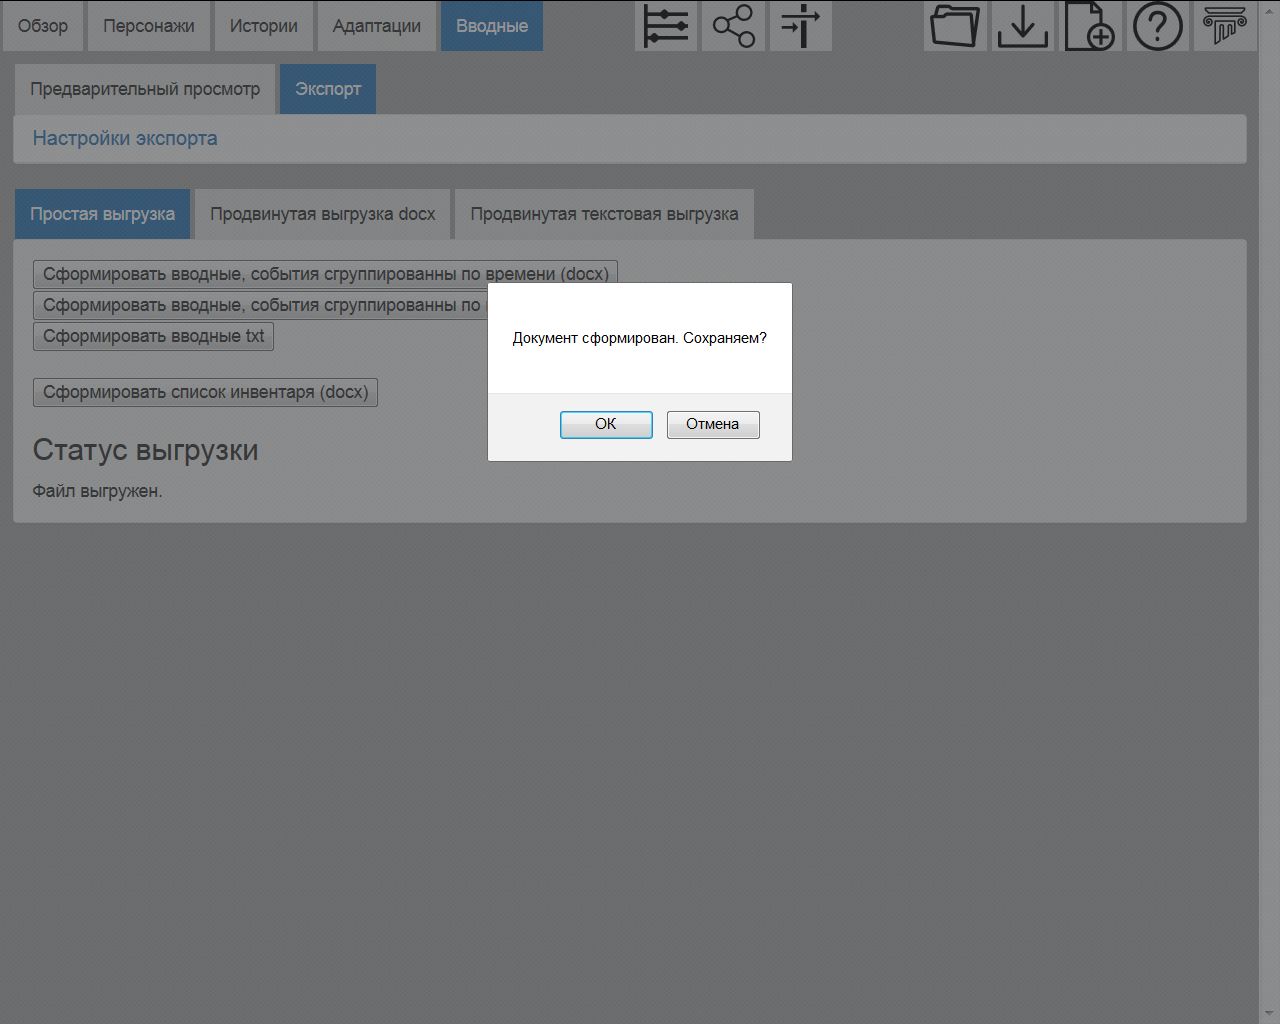 Обзор Персонажи Истории Адаптации Вводные
Предварительный просмотр Экспорт
Настройки экспорта
Простая выгрузка Продвинутая выгрузка docx Продвинутая текстовая выгрузка
Сформировать вводные, события сгруппированны по времени (docx)
Сформировать вводные, события сгруппированны по
Сформировать вводные txt
Документ сформирован. Сохраняем?
Сформировать список инвентаря (docx)
ОК Отмена
Статус выгрузки
Файл выгружен.